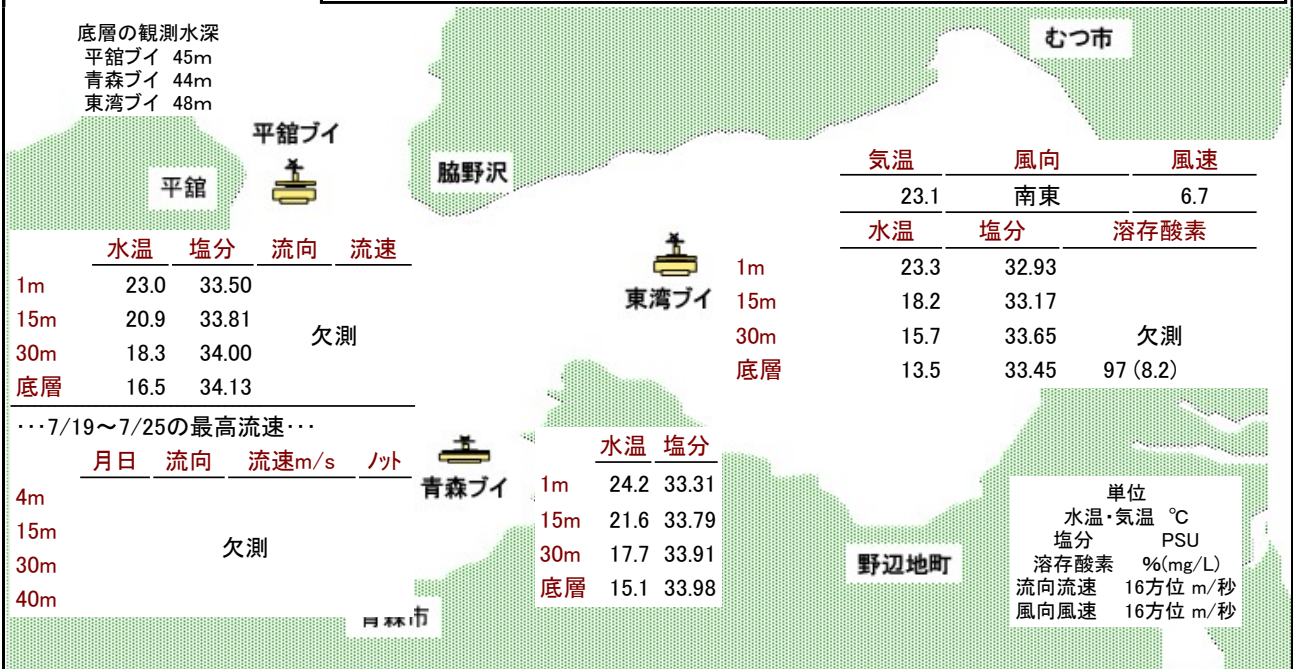 底層の観測水深
平舘ブイ 45m
青森ブイ 44m
東湾ブイ 48m
むつ市
平舘ブイ
平舘
脇野沢
気温 風向 風速
23.1 南東 6.7
水温 塩分 溶存酸素
1m 23.3 32.93
15m 18.2 33.17
30m 15.7 33.65 欠測
底層 13.5 33.45 97 (8.2)
東湾ブイ
水温 塩分 流向 流速
1m 23.0 33.50
15m 20.9 33.81
欠測
30m 18.3 34.00
底層 16.5 34.13
･･･7/19～7/25の最高流速･･･
月日 流向 流速m/s ノット
4m
15m
欠測
30m
40m
青森ブイ
水温 塩分
1m 24.2 33.31
15m 21.6 33.79
30m 17.7 33.91
底層 15.1 33.98
野辺地町
青森市
単位
水温･気温 ℃
塩分 PSU
溶存酸素 %(mg/L)
流向流速 16方位 m/秒
風向風速 16方位 m/秒